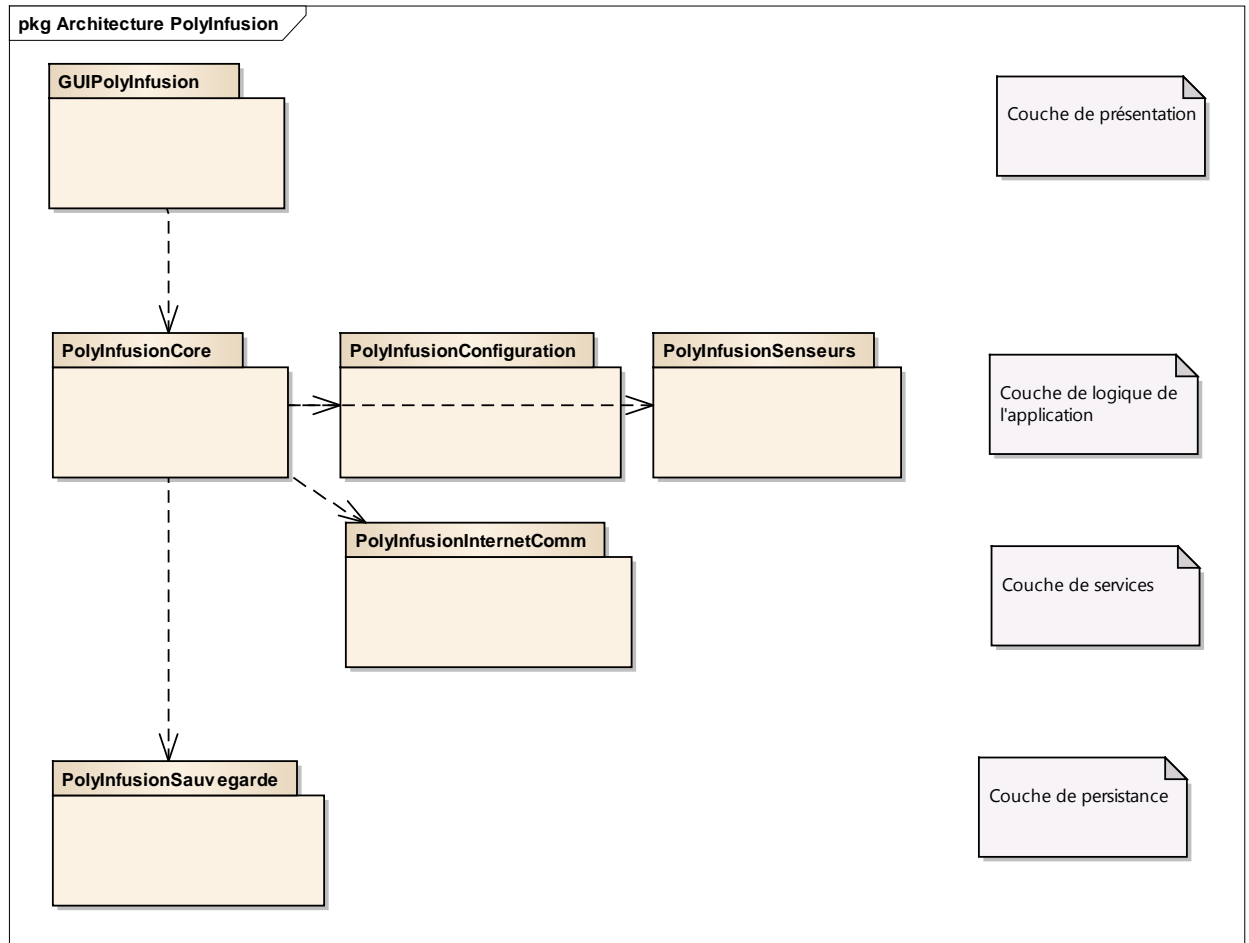 pkg Architecture PolyInfusion
GUIPolyInfusion
Couche de présentation
PolyInfusionCore
PolyInfusionConfiguration
PolyInfusionSenseurs
Couche de logique de
l'application
PolyInfusionInternetComm
Couche de services
PolyInfusionSauvegarde
Couche de persistance